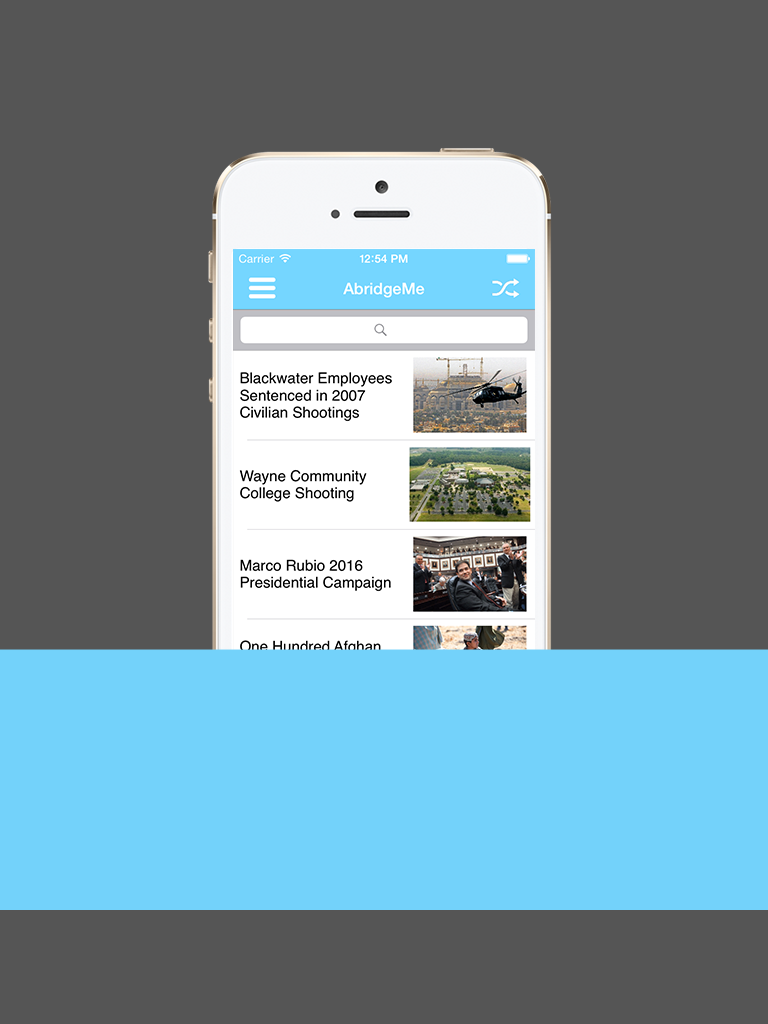 Carrier 12:54 PM
AbridgeMe
Blackwater Employees
Sentenced in 2007
Civilian Shootings
Wayne Community
College Shooting
Marco Rubio 2016
Presidential Campaign
One Hundred Afghan